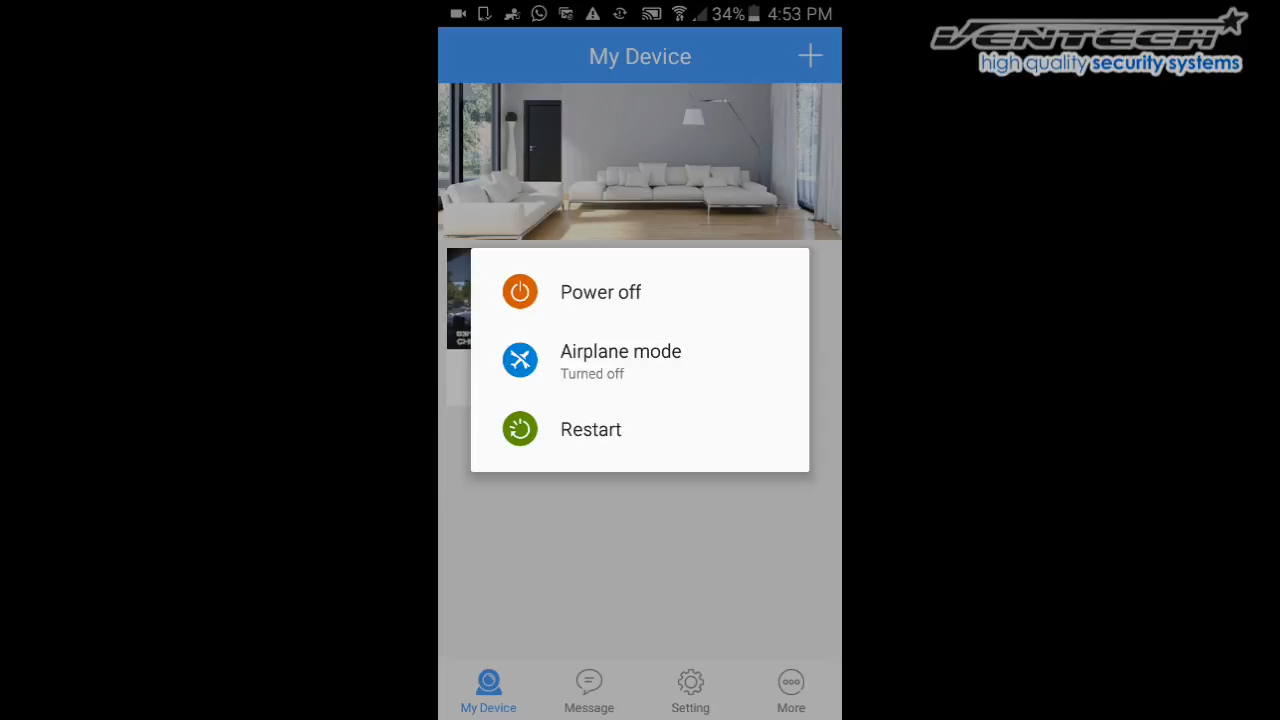 34% 4:53 PM
VENTECH
high quality security systems
My Device
Power off
Airplane mode
Turned off
Restart
My Device
Message
Setting
More